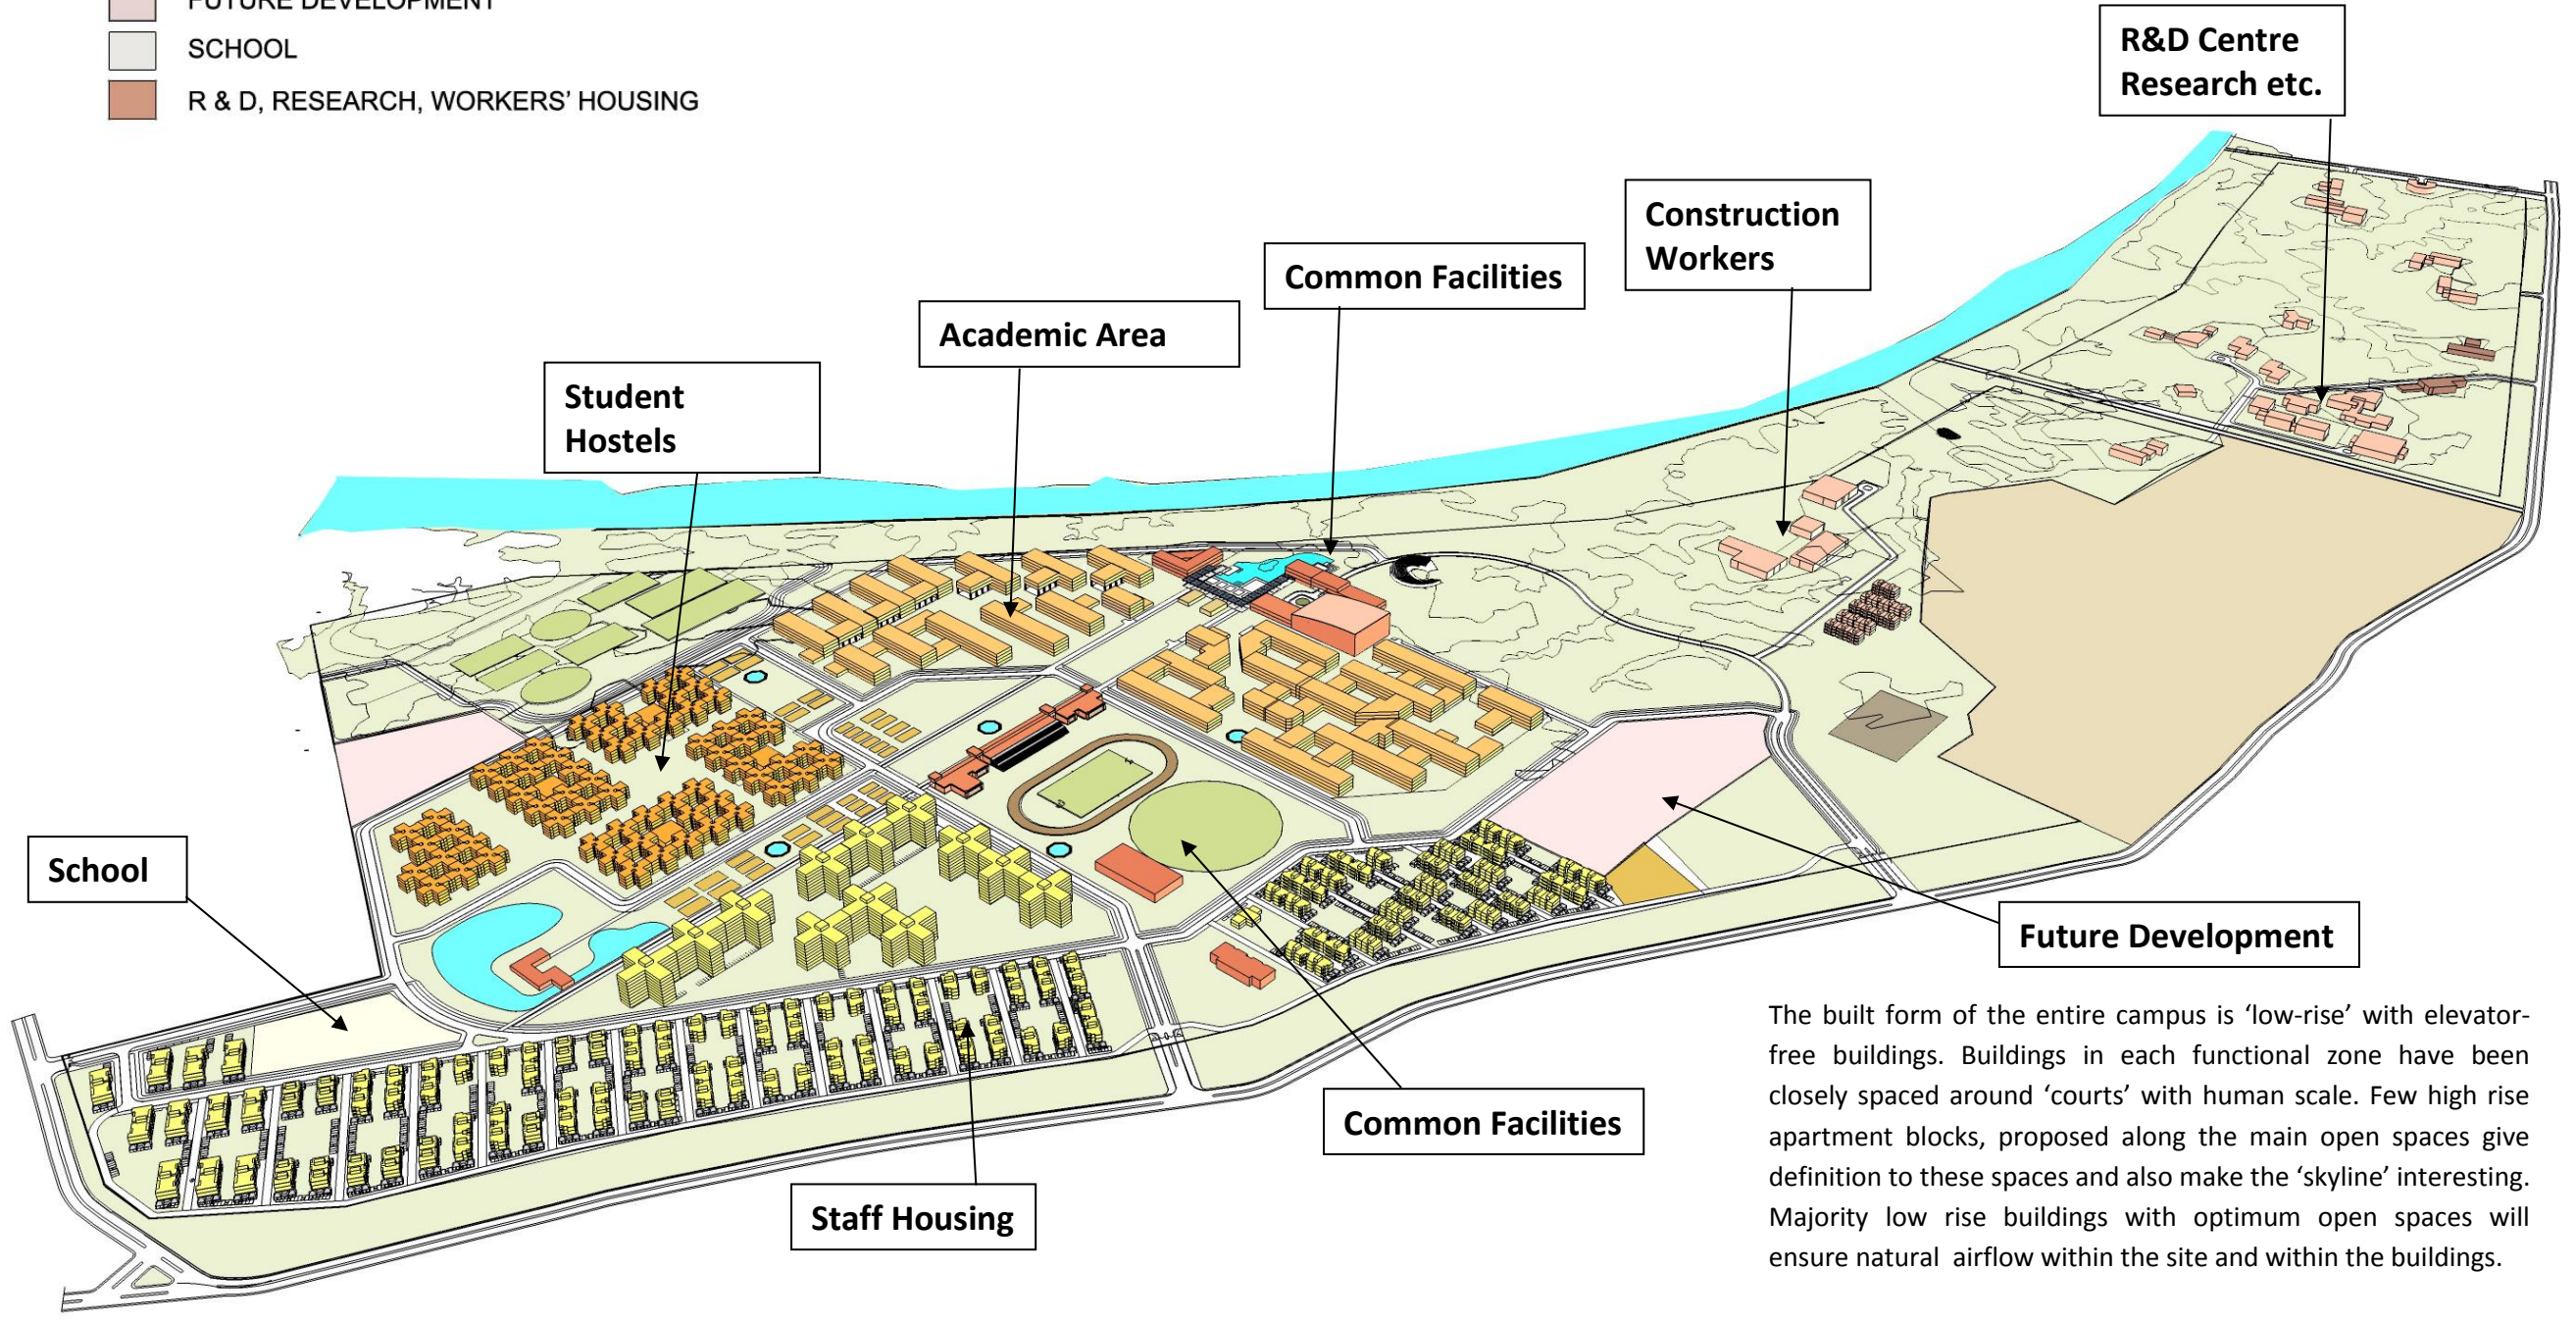 FUTURE DEVELOPMENT
SCHOOL
R & D, RESEARCH, WORKERS' HOUSING
R&D Centre
Research etc.
Construction
Workers
Common Facilities
Academic Area
Student
Hostels
School
Future Development
Common Facilities
Staff Housing
The built form of the entire campus is ‘low-rise’ with elevator-
free buildings. Buildings in each functional zone have been
closely spaced around ‘courts’ with human scale. Few high rise
apartment blocks, proposed along the main open spaces give
definition to these spaces and also make the ‘skyline’ interesting.
Majority low rise buildings with optimum open spaces will
ensure natural airflow within the site and within the buildings.